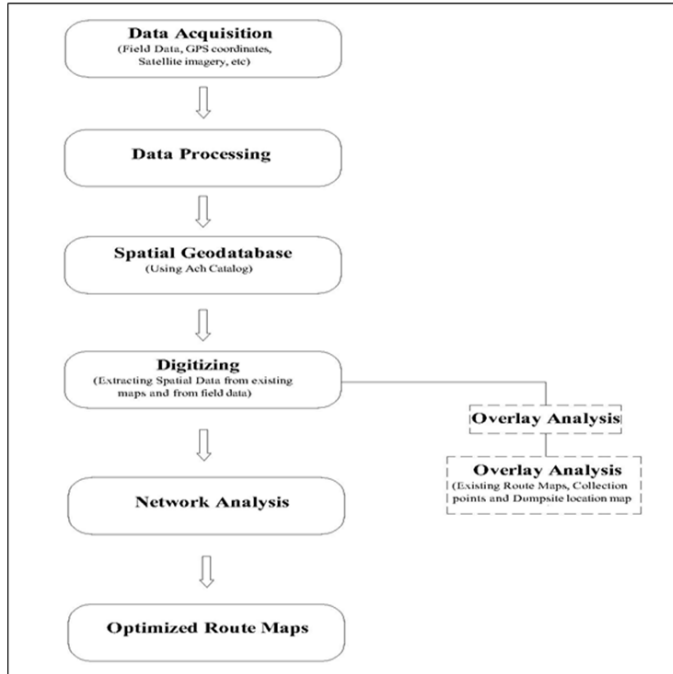 Data Acquisition
(Field Data, GPS coordinates,
Satellite imagery, etc)
Data Processing
Spatial Geodatabase
(Using Ach Catalog)
Digitizing
(Extracting Spatial Data from existing
maps and from field data)
Overlay Analysis
Overlay Analysis
(Existing Route Maps, Collection
points and Dumpsite location map
Network Analysis
Optimized Route Maps